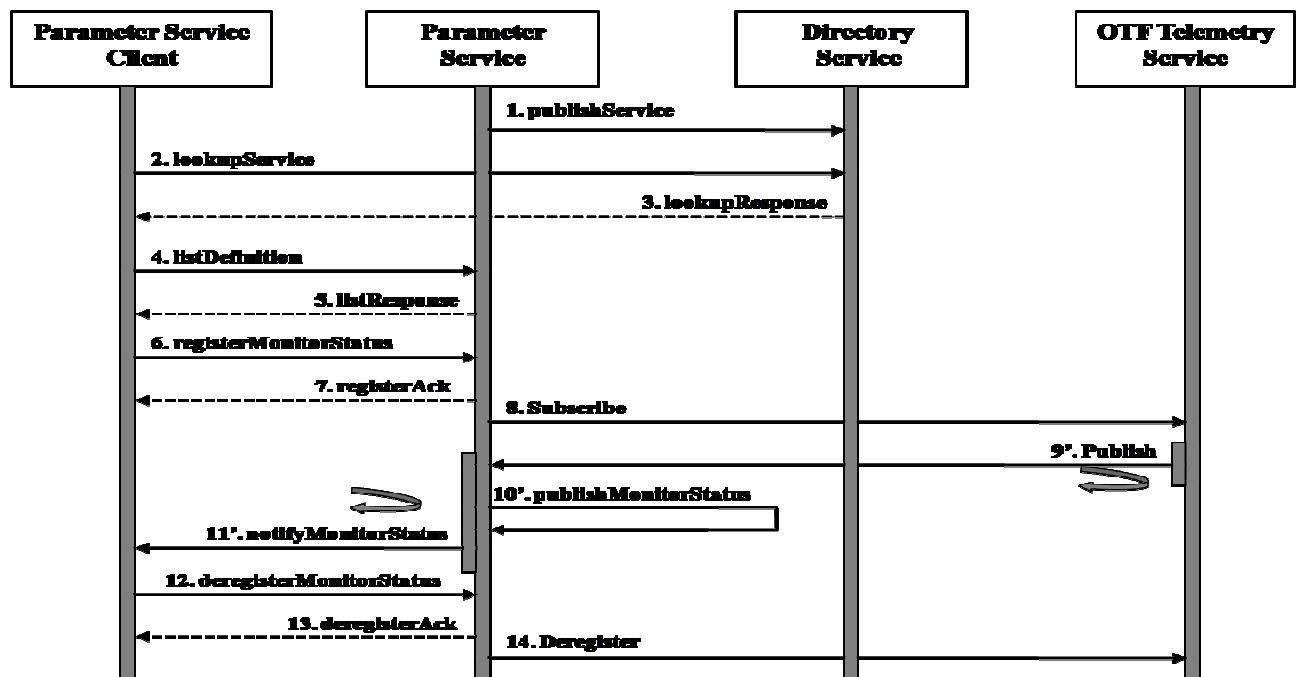 Parameter Service
Client
Parameter
Service
Directory
Service
OTF Telemetry
Service
1. publishService
2. lookupService
3. lookupResponse
4. listDefinition
5. listResponse
6. registerMonitorStatus
7. registerAck
8. Subscribe
9’. Publish
10’. publishMonitorStatus
11’. notifyMonitorStatus
12. deregisterMonitorStatus
13. deregisterAck
14. Deregister